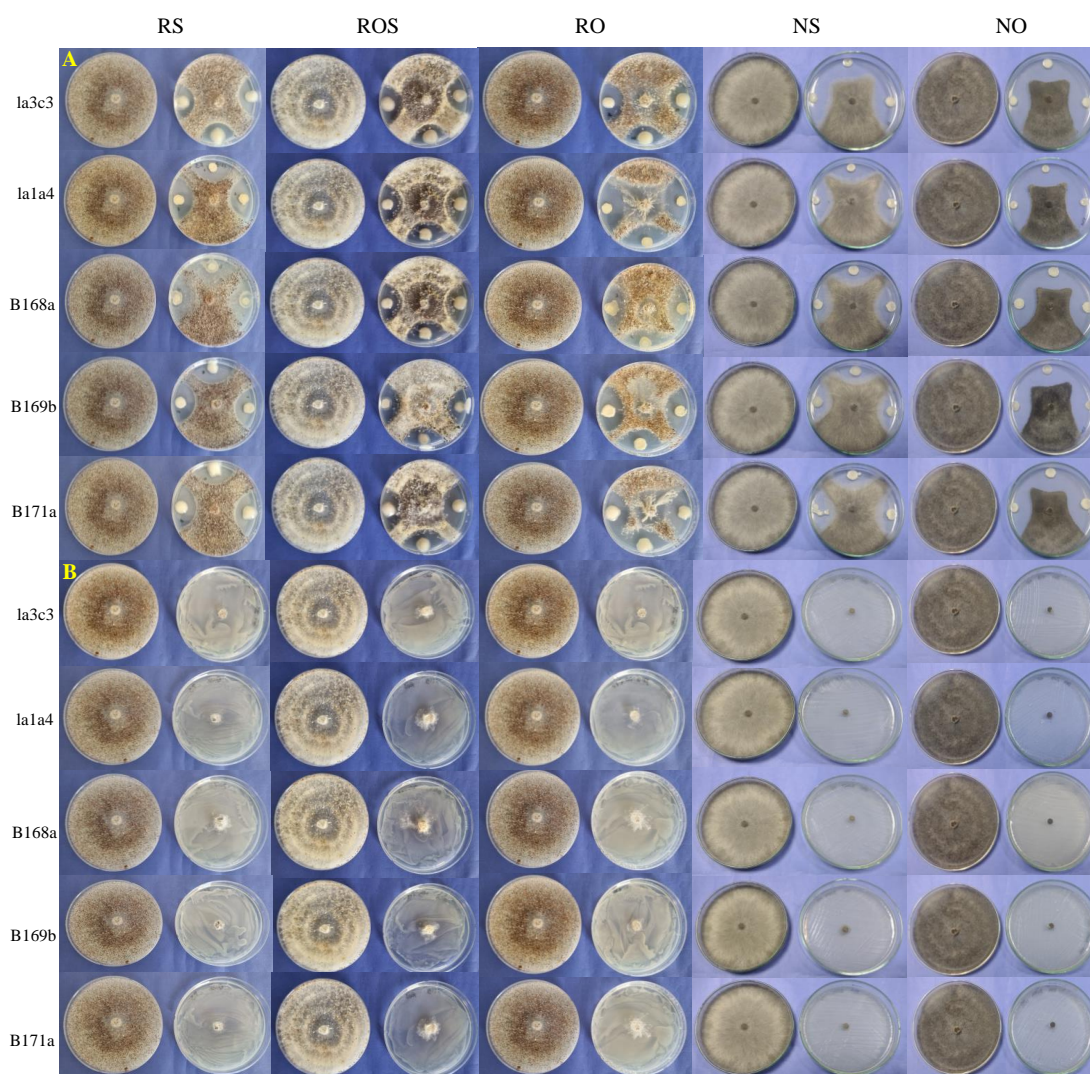 RS ROS RO NS NO
A
la3c3
la1a4
B168a
B169b
B171a
B
la3c3
la1a4
B168a
B169b
B171a